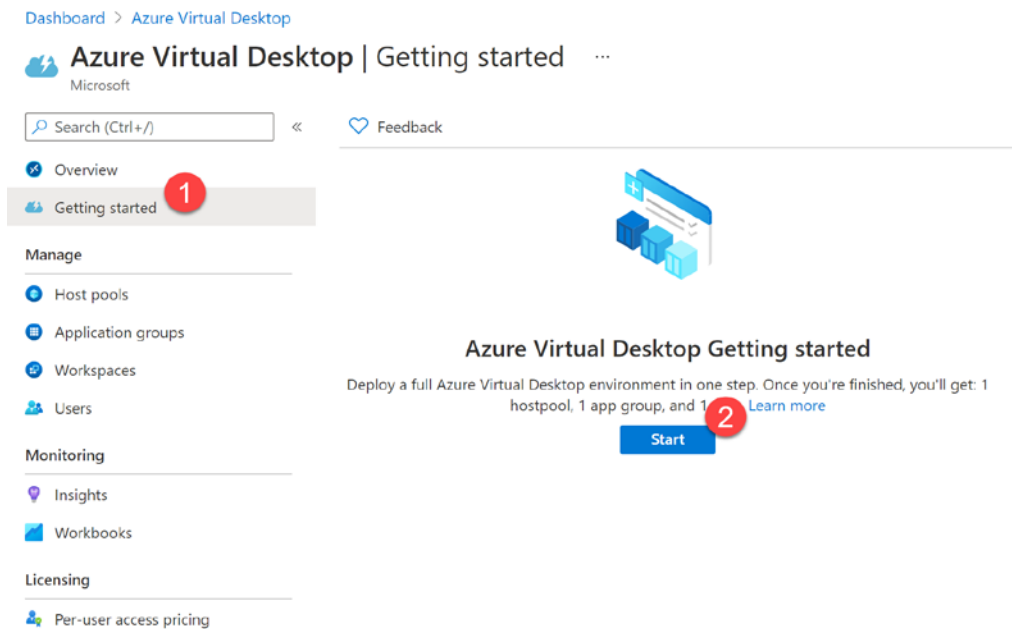 Dashboard > Azure Virtual Desktop
Azure Virtual Desktop | Getting started ...
Microsoft
Search (Ctrl+/)
«
Feedback
Overview
Getting started
1
Manage
Host pools
Application groups
Workspaces
Users
Monitoring
Insights
Workbooks
Licensing
Per-user access pricing
Azure Virtual Desktop Getting started
Deploy a full Azure Virtual Desktop environment in one step. Once you're finished, you'll get: 1
hostpool, 1 app group, and 1 Learn more
2
Start